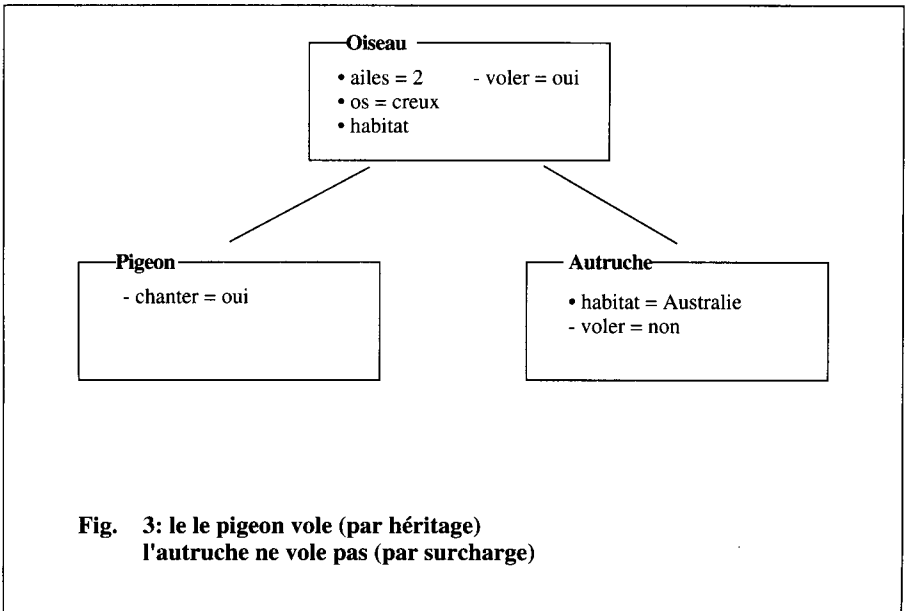 Oiseau
• ailes = 2 - voler = oui
• os = creux
• habitat
Pigeon
- chanter = oui
Autruche
• habitat = Australie
- voler = non
Fig. 3: le le pigeon vole (par héritage)
l'autruche ne vole pas (par surcharge)